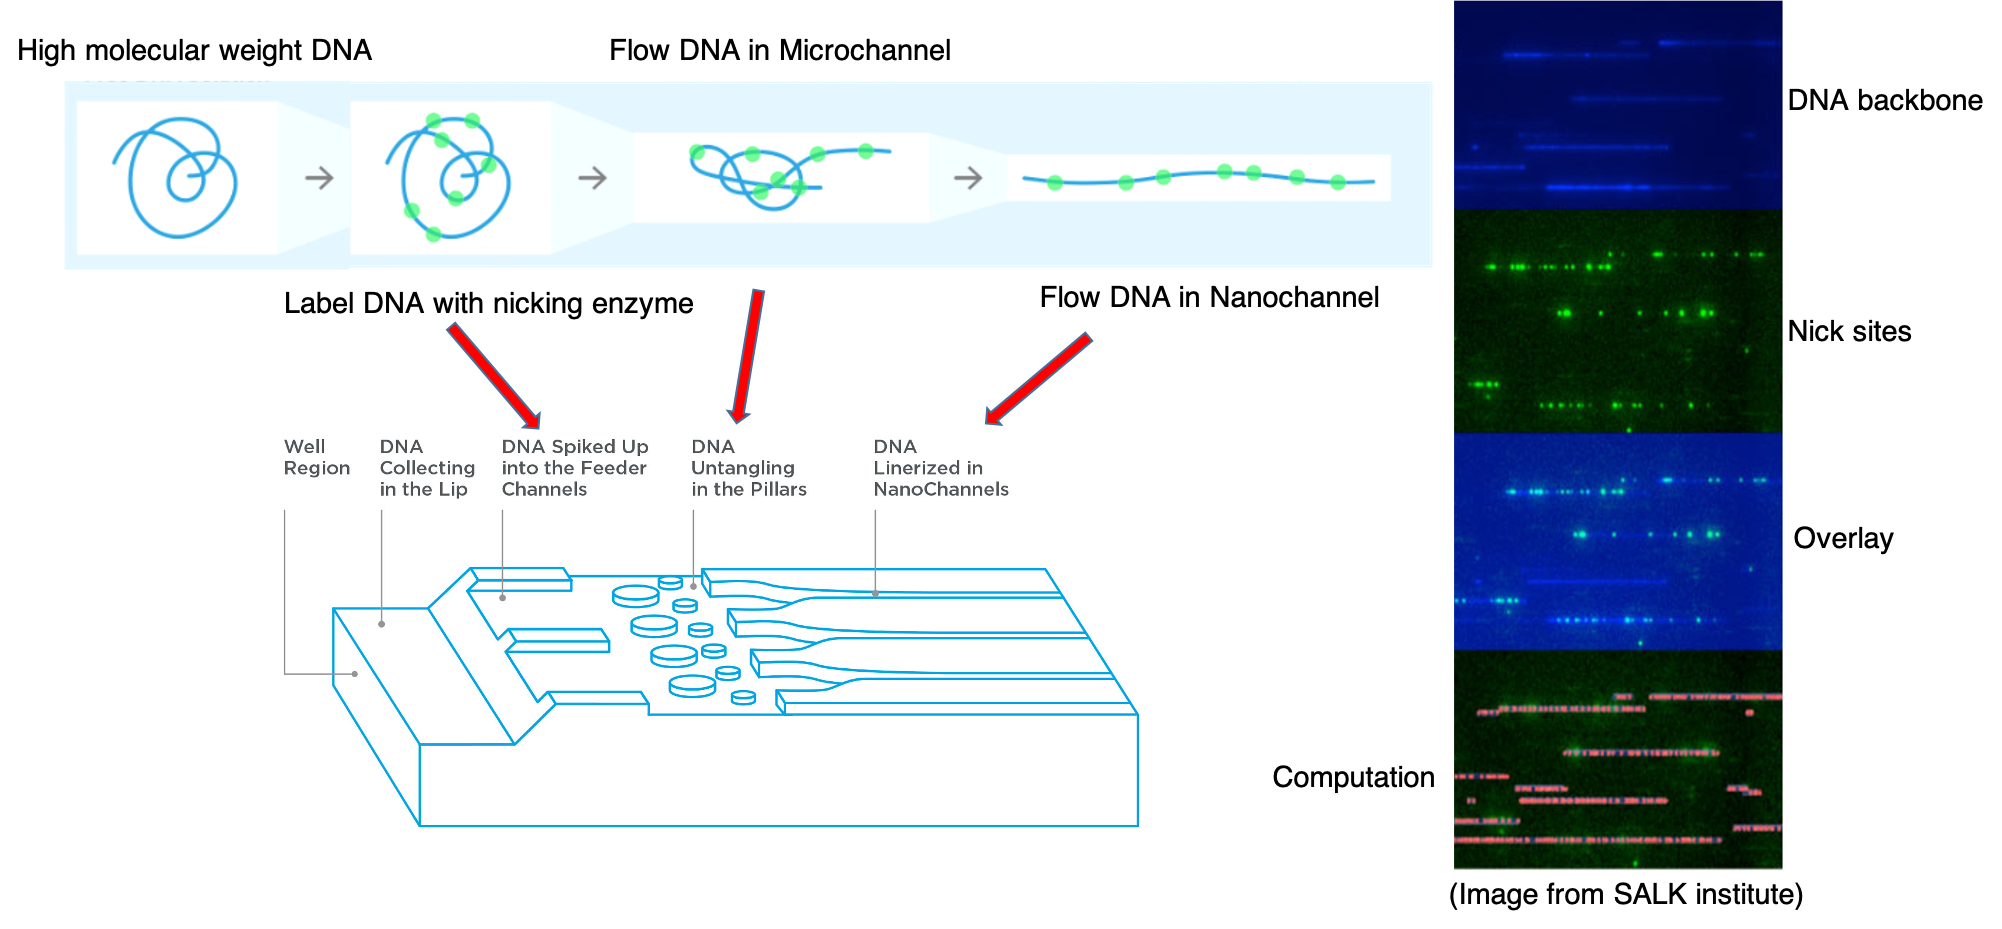 High molecular weight DNA
Flow DNA in Microchannel
Label DNA with nicking enzyme
Flow DNA in Nanochannel
Well
Region
DNA
Collecting
in the Lip
DNA Spiked Up
into the Feeder
Channels
DNA
Untangling
in the Pillars
DNA
Linerized in
NanoChannels
DNA backbone
Nick sites
Overlay
Computation
(Image from SALK institute)